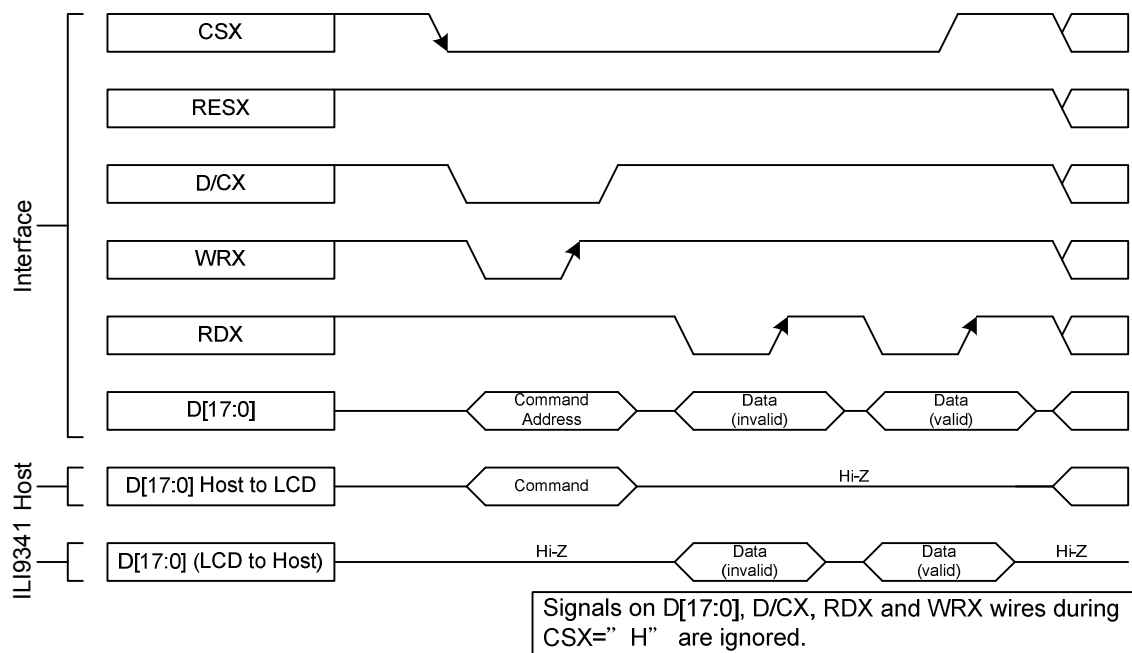 Interface
CSX
RESX
D/CX
WRX
RDX
D[17:0]
Command
Address
Data
(invalid)
Data
(valid)
Host
D[17:0] Host to LCD
Command
Hi-Z
ILI9341
D[17:0] (LCD to Host)
Hi-Z
Data
(invalid)
Data
(valid)
Hi-Z
Signals on D[17:0], D/CX, RDX and WRX wires during
CSX=” H” are ignored.